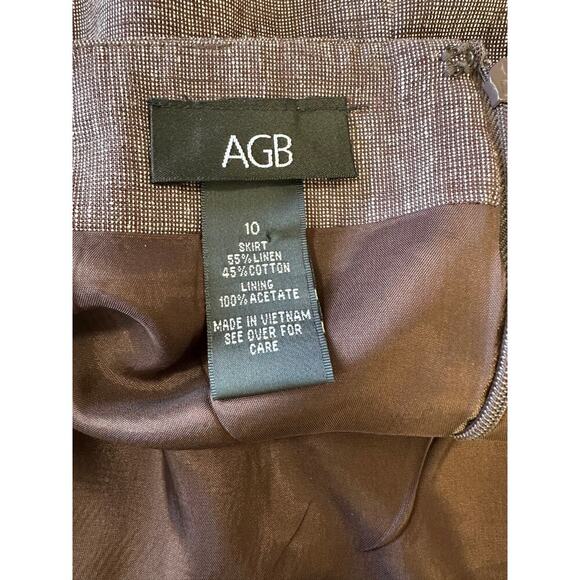 AGB
10
SKIRT
55% LINEN
45% COTTON
LINING
100% ACETATE
MADE IN VIETNAM
SEE OVER FOR
CARE